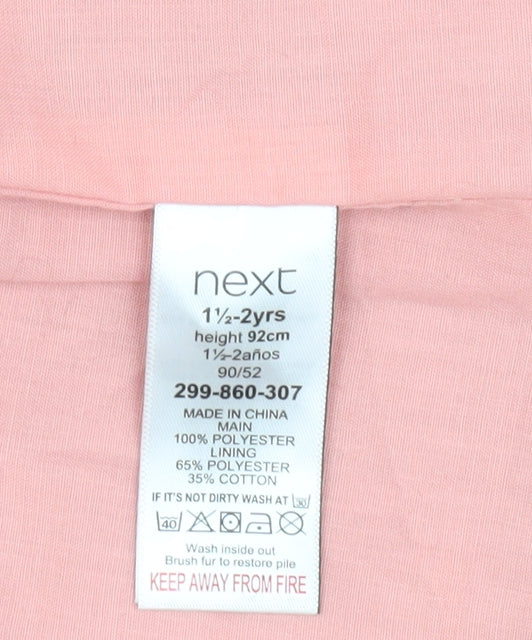 next
1½-2yrs
height 92cm
1½-2años
90/52
299-860-307
MADE IN CHINA
MAIN
100% POLYESTER
LINING
65% POLYESTER
35% COTTON
IF IT'S NOT DIRTY WASH AT 30
40
Wash inside out
Brush fur to restore pile
KEEP AWAY FROM FIRE